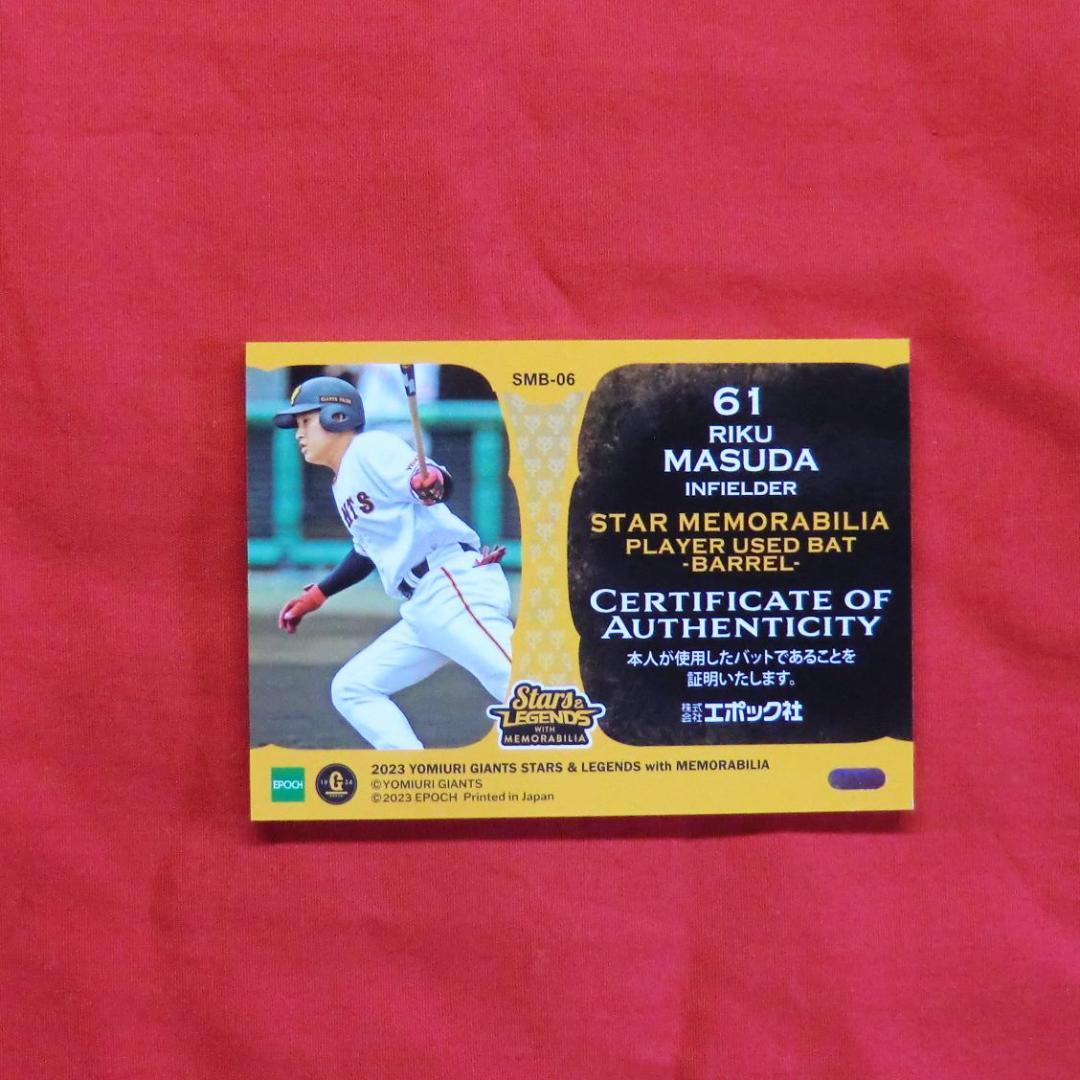 SMB-06
61
RIKU
MASUDA
INFIELDER
STAR MEMORABILIA
PLAYER USED BAT
-BARREL-
CERTIFICATE OF
AUTHENTICITY
本人が使用したバットであることを
証明いたします。
株式会社エポック社
Stars &
LEGENDS
WITH
MEMORABILIA
EPOCH
19 G 34
2023 YOMIURI GIANTS STARS & LEGENDS with MEMORABILIA
©YOMIURI GIANTS
©2023 EPOCH Printed in Japan